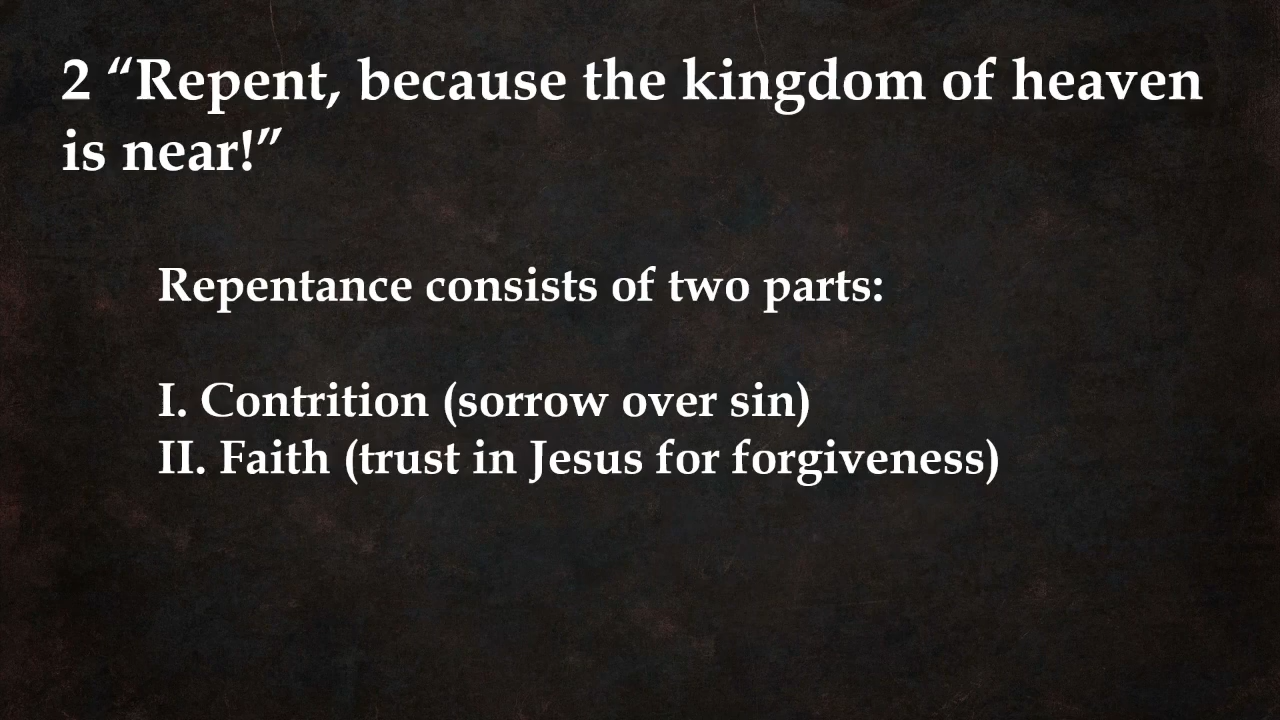 2 “Repent, because the kingdom of heaven
is near!”
Repentance consists of two parts:
I. Contrition (sorrow over sin)
II. Faith (trust in Jesus for forgiveness)